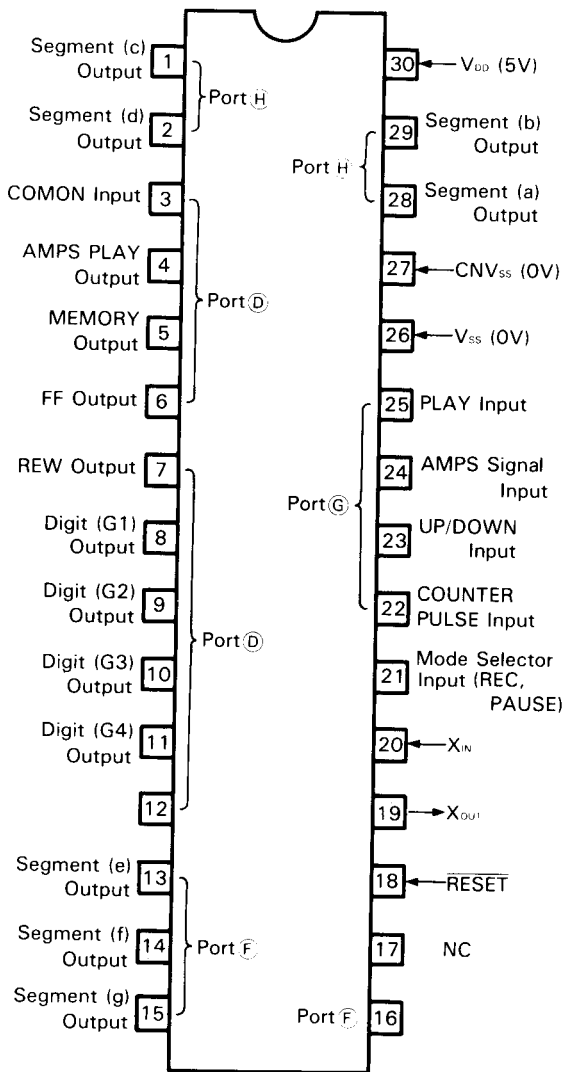 Segment (c)
Output
1
Segment (d)
Output
2
Port Ⓗ
COMON Input
3
AMPS PLAY
Output
4
MEMORY
Output
5
FF Output
6
Port Ⓓ
REW Output
7
Digit (G1)
Output
8
Digit (G2)
Output
9
Digit (G3)
Output
10
Digit (G4)
Output
11
12
Port Ⓓ
Segment (e)
Output
13
Segment (f)
Output
14
Segment (g)
Output
15
Port Ⓕ
30
VDD (5V)
29
Segment (b)
Output
28
Segment (a)
Output
Port Ⓗ
27
CNVSS (0V)
26
VSS (0V)
25
PLAY Input
24
AMPS Signal
Input
23
UP/DOWN
Input
22
COUNTER
PULSE Input
Port Ⓖ
21
Mode Selector
Input (REC,
PAUSE)
20
XIN
19
XOUT
18
RESET
17
NC
Port Ⓕ
16